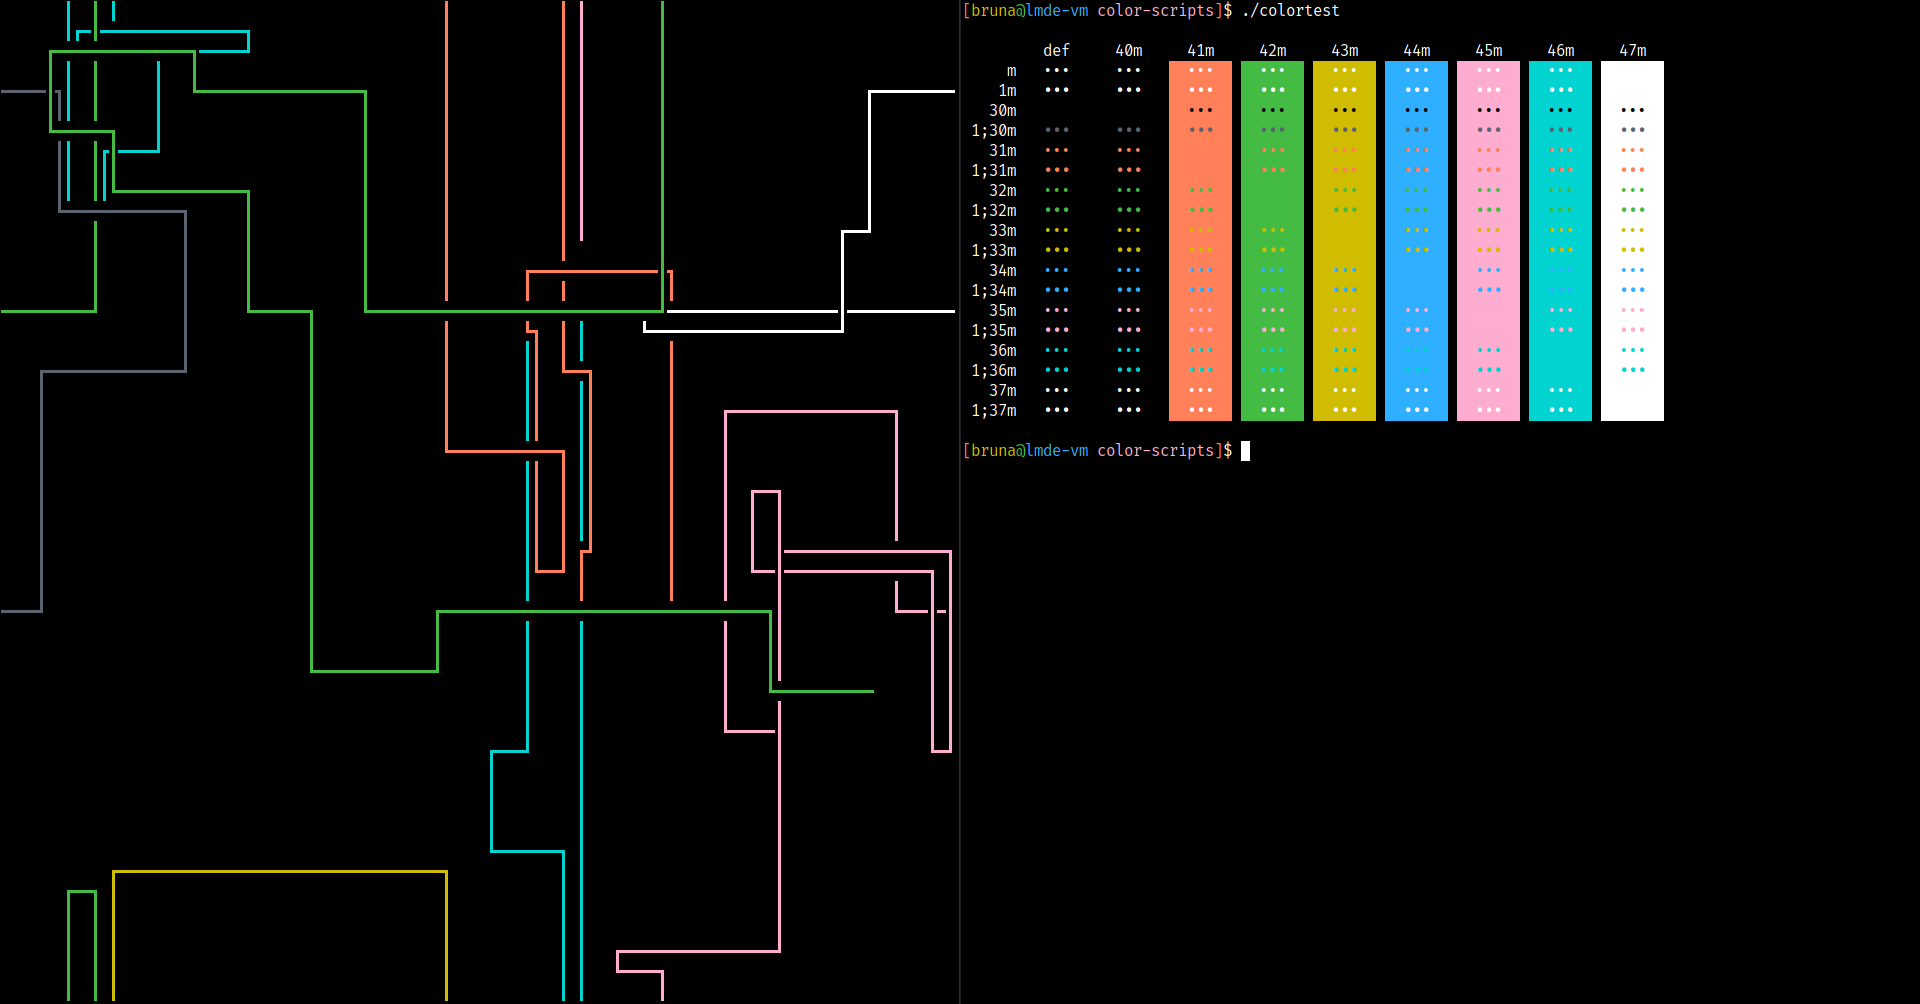 [bruna@lmde-vm color-scripts]$ ./colortest
def 40m 41m 42m 43m 44m 45m 46m 47m
m ••• ••• ••• ••• ••• ••• ••• •••
1m ••• ••• ••• ••• ••• ••• ••• •••
30m ••• ••• ••• ••• ••• ••• •••
1;30m ••• ••• ••• ••• ••• ••• ••• ••• •••
31m ••• ••• ••• ••• ••• ••• ••• •••
1;31m ••• ••• ••• ••• ••• ••• ••• •••
32m ••• ••• ••• ••• ••• ••• ••• •••
1;32m ••• ••• ••• ••• ••• ••• ••• •••
33m ••• ••• ••• ••• ••• ••• ••• •••
1;33m ••• ••• ••• ••• ••• ••• ••• •••
34m ••• ••• ••• ••• ••• ••• ••• •••
1;34m ••• ••• ••• ••• ••• ••• ••• •••
35m ••• ••• ••• ••• ••• ••• ••• •••
1;35m ••• ••• ••• ••• ••• ••• ••• •••
36m ••• ••• ••• ••• ••• ••• ••• •••
1;36m ••• ••• ••• ••• ••• ••• ••• •••
37m ••• ••• ••• ••• ••• ••• ••• •••
1;37m ••• ••• ••• ••• ••• ••• ••• •••
[bruna@lmde-vm color-scripts]$